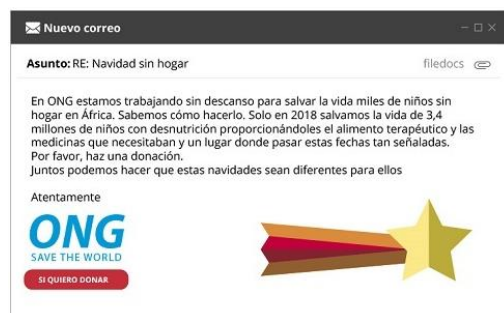 Nuevo correo
Asunto: RE: Navidad sin hogar
filedocs
En ONG estamos trabajando sin descanso para salvar la vida miles de niños sin
hogar en África. Sabemos cómo hacerlo. Solo en 2018 salvamos la vida de 3,4
millones de niños con desnutrición proporcionándoles el alimento terapéutico y las
medicinas que necesitaban y un lugar donde pasar estas fechas tan señaladas.
Por favor, haz una donación.
Juntos podemos hacer que estas navidades sean diferentes para ellos
Atentamente
ONG
SAVE THE WORLD
SI QUIERO DONAR